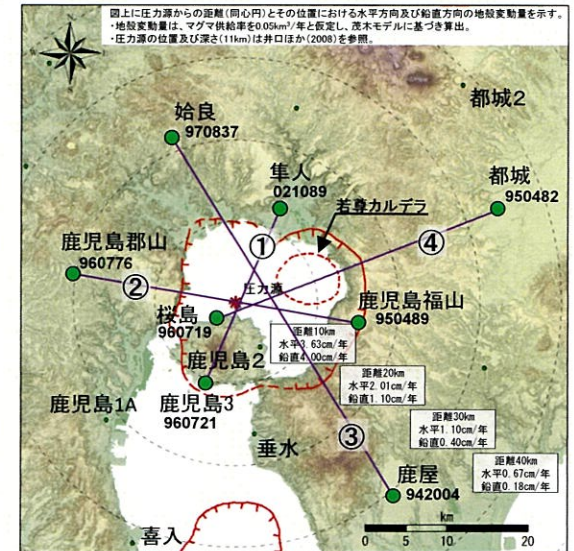 図上に圧力源からの距離(同心円)とその位置における水平方向及び鉛直方向の地殻変動量を示す。
・地殻変動量は、マグマ供給率を0.05km³/年と仮定し、茂木モデルに基づき算出。
・圧力源の位置及び深さ(11km)は井口ほか(2008)を参照。
都城2
姶良
970837
隼人
021089
若尊カルデラ
都城
950482
①
④
鹿児島郡山
960776
②
圧力源
桜島
960719
鹿児島福山
950489
距離10km
水平3.63cm/年
鉛直4.00cm/年
鹿児島2
距離20km
水平2.01cm/年
鉛直1.10cm/年
鹿児島1A
鹿児島3
960721
距離30km
水平1.10cm/年
鉛直0.40cm/年
③
垂水
距離40km
水平0.67cm/年
鉛直0.18cm/年
鹿屋
942004
km
0 10 20
喜入